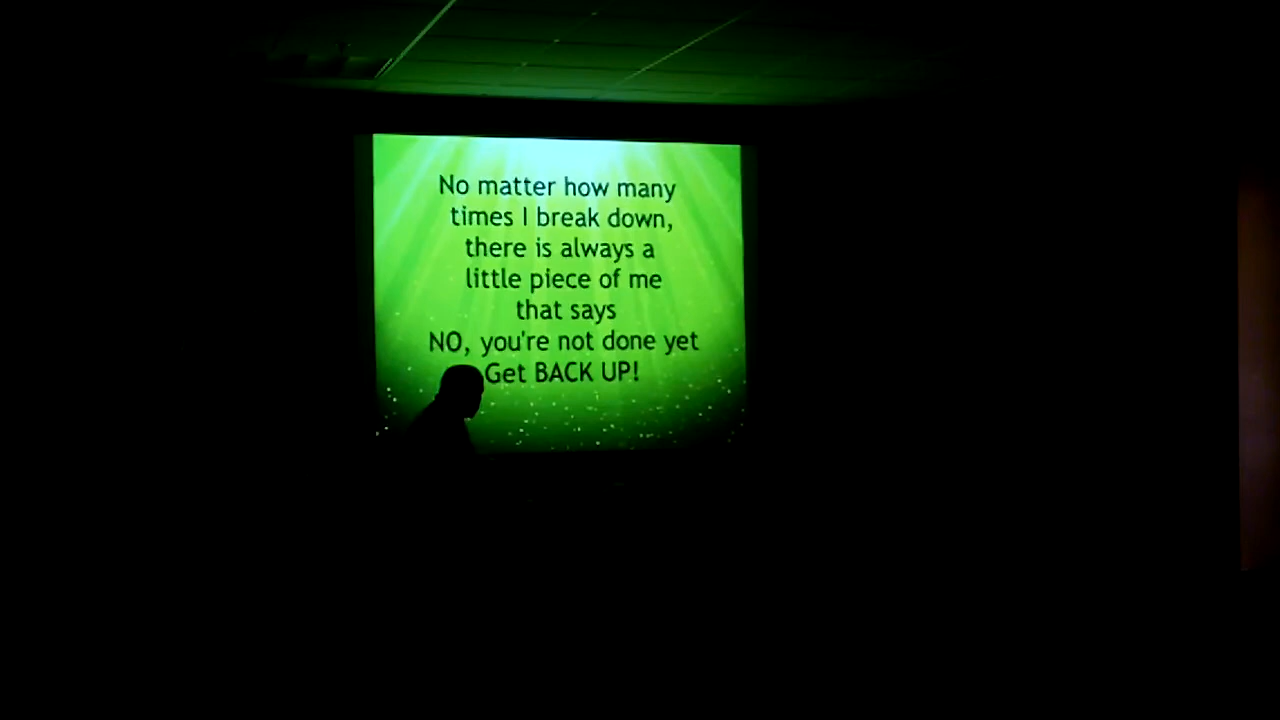 No matter how many
times I break down,
there is always a
little piece of me
that says
NO, you're not done yet
Get BACK UP!